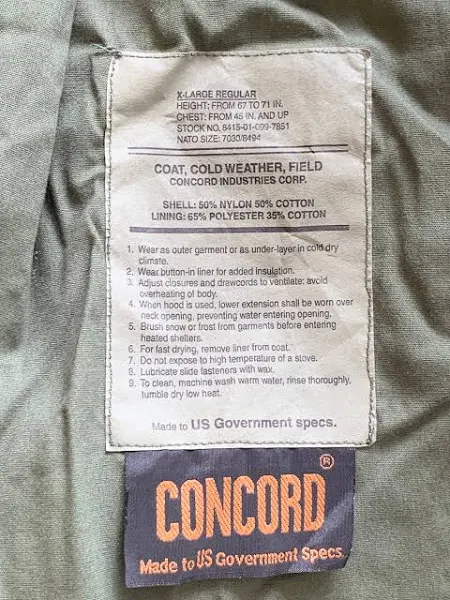 X-LARGE REGULAR
HEIGHT: FROM 67 TO 71 IN.
CHEST: FROM 45 IN. AND UP
STOCK NO. 8415-01-099-7851
NATO SIZE: 7030/8494
COAT, COLD WEATHER, FIELD
CONCORD INDUSTRIES CORP.
SHELL: 50% NYLON 50% COTTON
LINING: 65% POLYESTER 35% COTTON
1. Wear as outer garment or as under-layer in cold dry
climate.
2. Wear button-in liner for added insulation.
3. Adjust closures and drawcords to ventilate: avoid
overheating of body.
4. When hood is used, lower extension shall be worn over
neck opening, preventing water entering opening.
5. Brush snow or frost from garments before entering
heated shelters.
6. For fast drying, remove liner from coat.
7. Do not expose to high temperature of a stove.
8. Lubricate slide fasteners with wax.
9. To clean, machine wash warm water, rinse thoroughly,
tumble dry low heat.
Made to US Government specs.
CONCORD®
Made to US Government Specs.